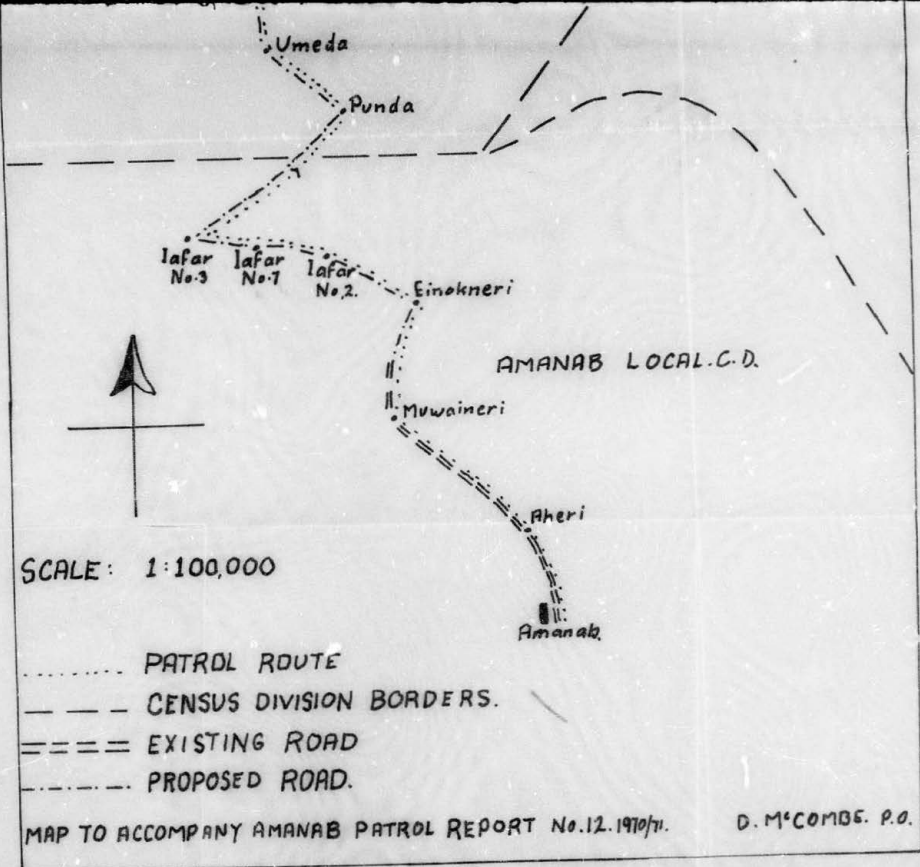 Umeda
Punda
Iafar
No.3
Iafar
No.1
Iafar
No.2.
Einokneri
AMANAB LOCAL.C.D.
Muwaineri
Aheri
SCALE: 1:100,000
Amanab.
PATROL ROUTE
CENSUS DIVISION BORDERS.
EXISTING ROAD
PROPOSED ROAD.
MAP TO ACCOMPANY AMANAB PATROL REPORT No.12.1970/71. D. McCOMBE. P.O.